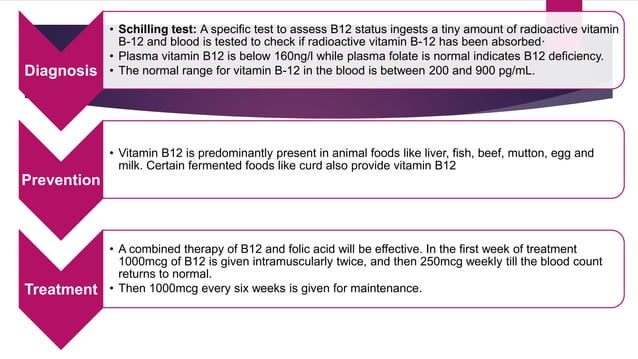 Diagnosis
• Schilling test: A specific test to assess B12 status ingests a tiny amount of radioactive vitamin
B-12 and blood is tested to check if radioactive vitamin B-12 has been absorbed·
• Plasma vitamin B12 is below 160ng/l while plasma folate is normal indicates B12 deficiency.
• The normal range for vitamin B-12 in the blood is between 200 and 900 pg/mL.
Prevention
• Vitamin B12 is predominantly present in animal foods like liver, fish, beef, mutton, egg and
milk. Certain fermented foods like curd also provide vitamin B12
Treatment
• A combined therapy of B12 and folic acid will be effective. In the first week of treatment
1000mcg of B12 is given intramuscularly twice, and then 250mcg weekly till the blood count
returns to normal.
• Then 1000mcg every six weeks is given for maintenance.